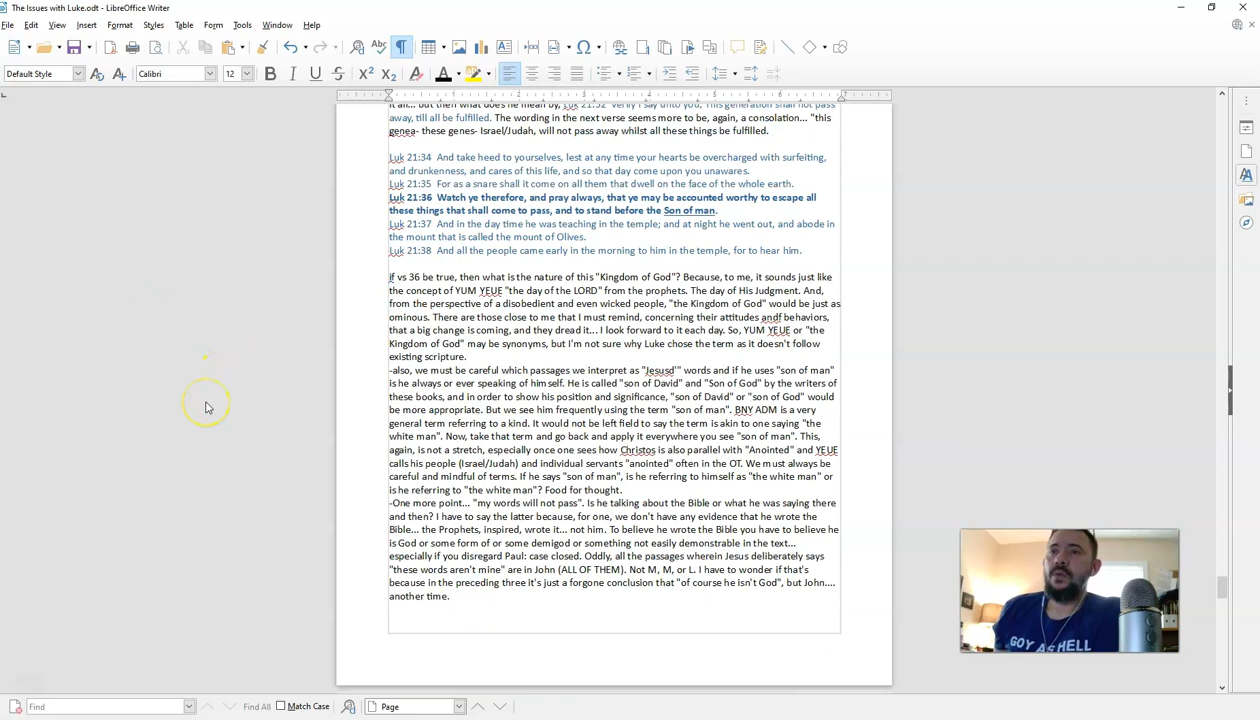 The Issues with Luke.odt - LibreOffice Writer
File Edit View Insert Format Styles Table Form Tools Window Help
Default Style Calibri 12
1 2 3 4 5 6 7
it all... but then what does he mean by, Luk 21:32 Verily I say unto you, This generation shall not pass
away, till all be fulfilled. The wording in the next verse seems more to be, again, a consolation... "this
genea- these genes- Israel/Judah, will not pass away whilst all these things be fulfilled.
Luk 21:34 And take heed to yourselves, lest at any time your hearts be overcharged with surfeiting,
and drunkenness, and cares of this life, and so that day come upon you unawares.
Luk 21:35 For as a snare shall it come on all them that dwell on the face of the whole earth.
Luk 21:36 Watch ye therefore, and pray always, that ye may be accounted worthy to escape all
these things that shall come to pass, and to stand before the Son of man.
Luk 21:37 And in the day time he was teaching in the temple; and at night he went out, and abode in
the mount that is called the mount of Olives.
Luk 21:38 And all the people came early in the morning to him in the temple, for to hear him.
if vs 36 be true, then what is the nature of this "Kingdom of God"? Because, to me, it sounds just like
the concept of YUM YEUE "the day of the LORD" from the prophets. The day of His Judgment. And,
from the perspective of a disobedient and even wicked people, "the Kingdom of God" would be just as
ominous. There are those close to me that I must remind, concerning their attitudes andf behaviors,
that a big change is coming, and they dread it... I look forward to it each day. So, YUM YEUE or "the
Kingdom of God" may be synonyms, but I'm not sure why Luke chose the term as it doesn't follow
existing scripture.
-also, we must be careful which passages we interpret as "Jesusd'" words and if he uses "son of man"
is he always or ever speaking of himself. He is called "son of David" and "Son of God" by the writers of
these books, and in order to show his position and significance, "son of David" or "son of God" would
be more appropriate. But we see him frequently using the term "son of man". BNY ADM is a very
general term referring to a kind. It would not be left field to say the term is akin to one saying "the
white man". Now, take that term and go back and apply it everywhere you see "son of man". This,
again, is not a stretch, especially once one sees how Christos is also parallel with "Anointed" and YEUE
calls his people (Israel/Judah) and individual servants "anointed" often in the OT. We must always be
careful and mindful of terms. If he says "son of man", is he referring to himself as "the white man" or
is he referring to "the white man"? Food for thought.
-One more point... "my words will not pass". Is he talking about the Bible or what he was saying there
and then? I have to say the latter because, for one, we don't have any evidence that he wrote the
Bible... the Prophets, inspired, wrote it... not him. To believe he wrote the Bible you have to believe he
is God or some form of or some demigod or something not easily demonstrable in the text...
especially if you disregard Paul: case closed. Oddly, all the passages wherein Jesus deliberately says
"these words aren't mine" are in John (ALL OF THEM). Not M, M, or L. I have to wonder if that's
because in the preceding three it's just a forgone conclusion that "of course he isn't God", but John....
another time.
GOY AS HELL
Find Find All Match Case Page